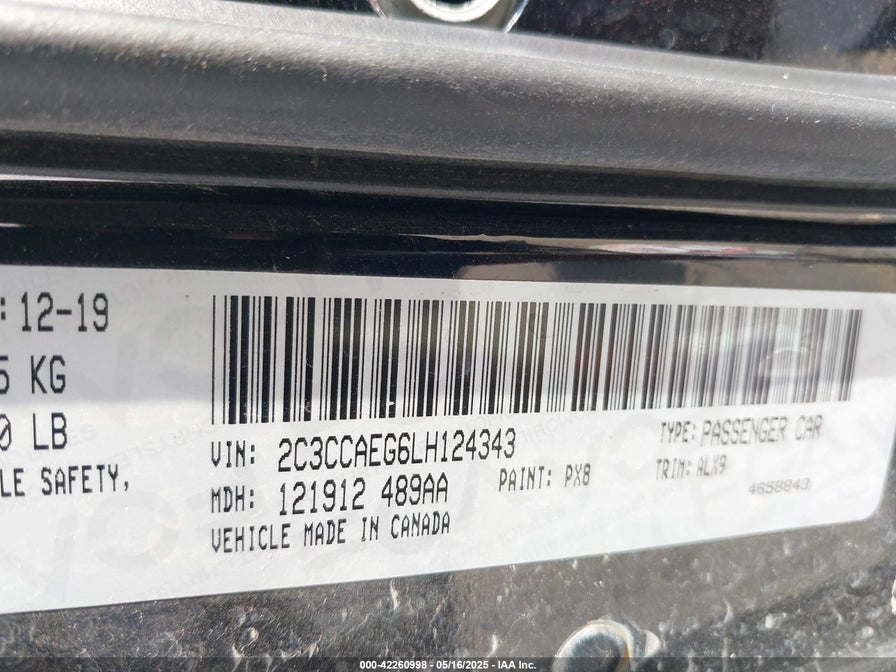 : 12-19
5 KG
0 LB
LE SAFETY,
VIN: 2C3CCAEG6LH124343
TYPE: PASSENGER CAR
MDH: 121912 489AA
PAINT: PX8
TRIM: ALX9
4658843
VEHICLE MADE IN CANADA
000-42260998 - 05/16/2025 - IAA Inc.